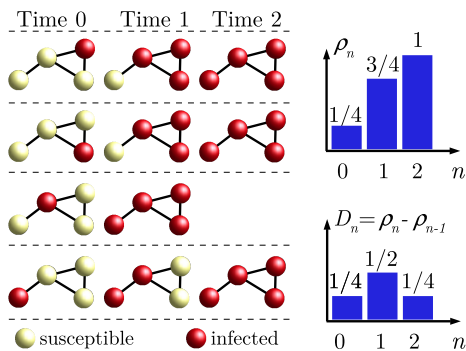 Time 0 Time 1 Time 2
ρn
1
3/4
1/4
0 1 2 n
Dn = ρn - ρn-1
1/2
1/4 1/4
0 1 2 n
susceptible infected